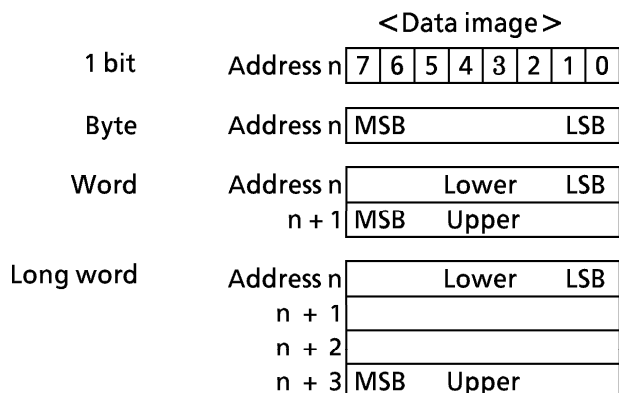 <Data image>
1 bit Address n 7 6 5 4 3 2 1 0
Byte Address n MSB LSB
Word Address n Lower LSB
n + 1 MSB Upper
Long word Address n Lower LSB
n + 1
n + 2
n + 3 MSB Upper